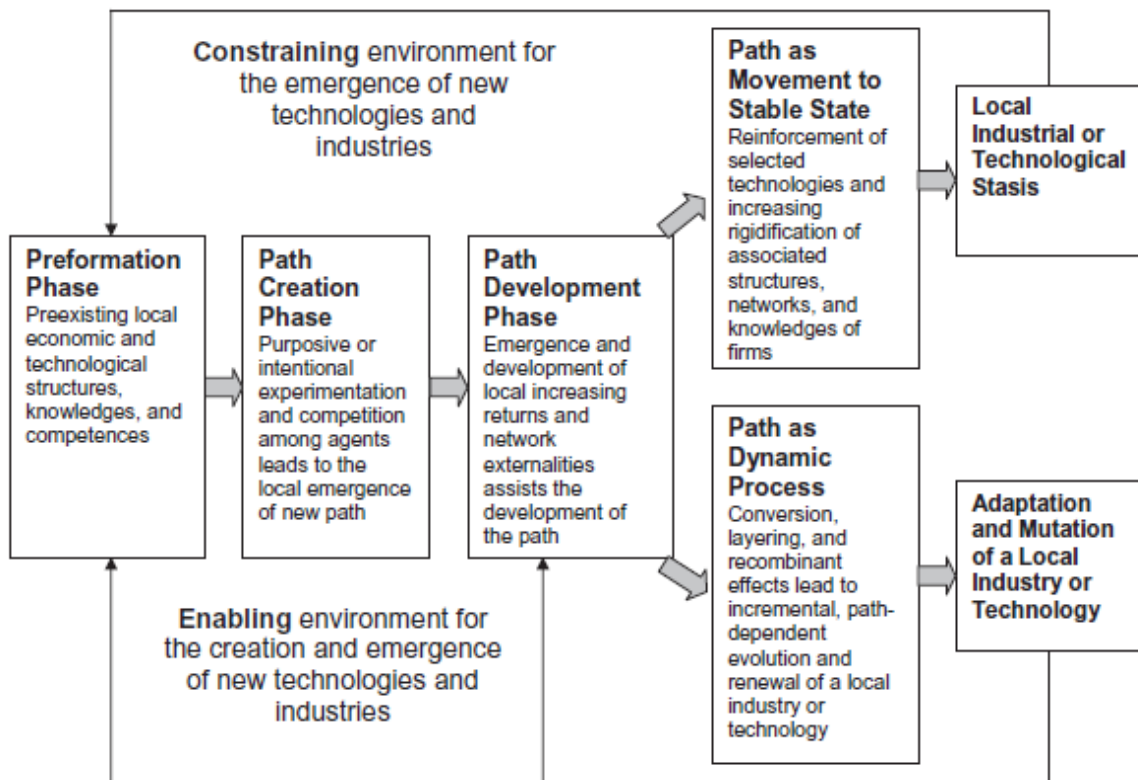 Constraining environment for
the emergence of new
technologies and
industries
Preformation
Phase
Preexisting local
economic and
technological
structures,
knowledges, and
competences
Path
Creation
Phase
Purposive or
intentional
experimentation
and competition
among agents
leads to the
local emergence
of new path
Path
Development
Phase
Emergence and
development of
local increasing
returns and
network
externalities
assists the
development of
the path
Path as
Movement to
Stable State
Reinforcement of
selected
technologies and
increasing
rigidification of
associated
structures,
networks, and
knowledges of
firms
Local
Industrial or
Technological
Stasis
Path as
Dynamic
Process
Conversion,
layering, and
recombinant
effects lead to
incremental, path-
dependent
evolution and
renewal of a local
industry or
technology
Adaptation
and Mutation
of a Local
Industry or
Technology
Enabling environment for
the creation and emergence
of new technologies and
industries